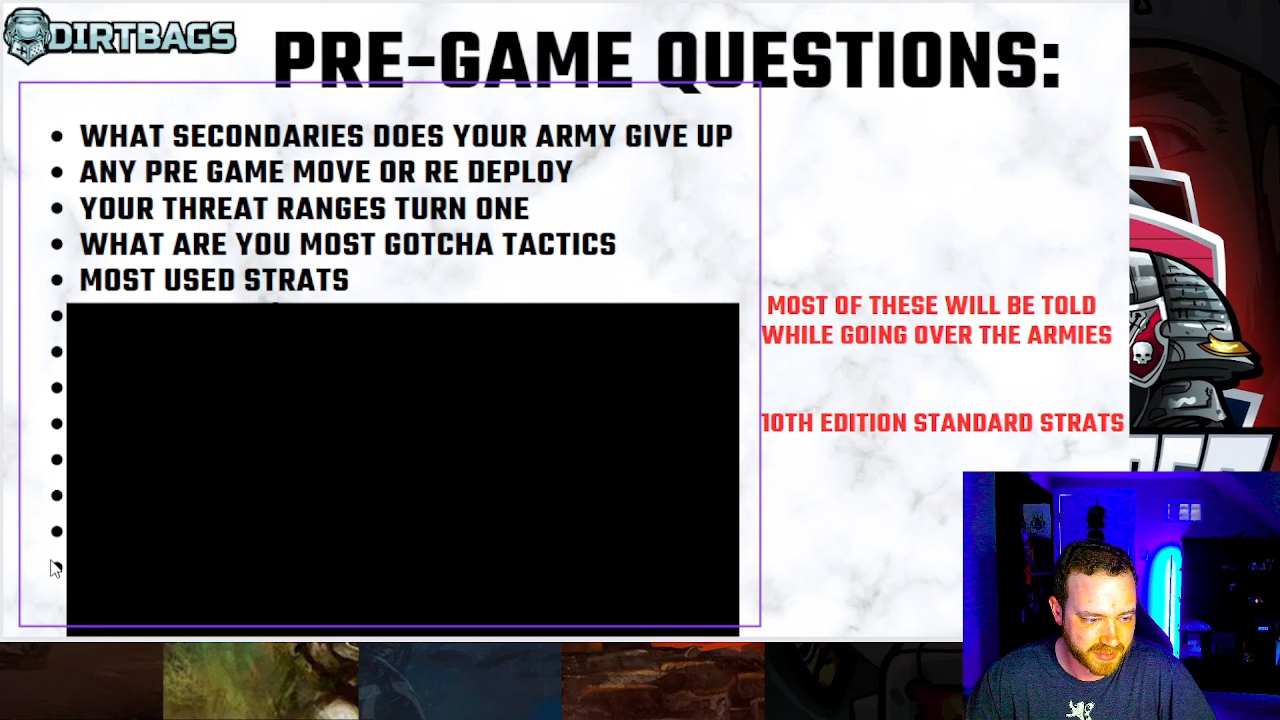 DIRTBAGS
PRE-GAME QUESTIONS:
WHAT SECONDARIES DOES YOUR ARMY GIVE UP
ANY PRE GAME MOVE OR RE DEPLOY
YOUR THREAT RANGES TURN ONE
WHAT ARE YOU MOST GOTCHA TACTICS
MOST USED STRATS
MOST OF THESE WILL BE TOLD
WHILE GOING OVER THE ARMIES
10TH EDITION STANDARD STRATS